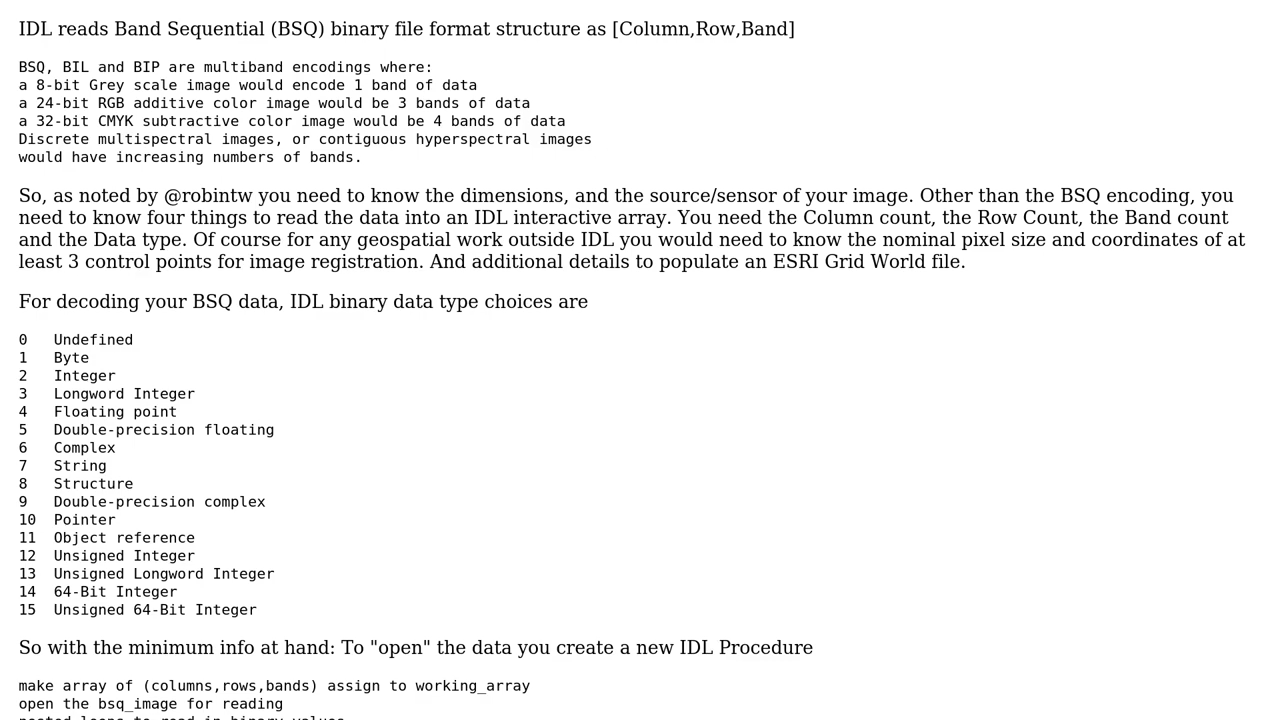 IDL reads Band Sequential (BSQ) binary file format structure as [Column,Row,Band]
BSQ, BIL and BIP are multiband encodings where:
a 8-bit Grey scale image would encode 1 band of data
a 24-bit RGB additive color image would be 3 bands of data
a 32-bit CMYK subtractive color image would be 4 bands of data
Discrete multispectral images, or contiguous hyperspectral images
would have increasing numbers of bands.
So, as noted by @robintw you need to know the dimensions, and the source/sensor of your image. Other than the BSQ encoding, you
need to know four things to read the data into an IDL interactive array. You need the Column count, the Row Count, the Band count
and the Data type. Of course for any geospatial work outside IDL you would need to know the nominal pixel size and coordinates of at
least 3 control points for image registration. And additional details to populate an ESRI Grid World file.
For decoding your BSQ data, IDL binary data type choices are
0   Undefined
1   Byte
2   Integer
3   Longword Integer
4   Floating point
5   Double-precision floating
6   Complex
7   String
8   Structure
9   Double-precision complex
10  Pointer
11  Object reference
12  Unsigned Integer
13  Unsigned Longword Integer
14  64-Bit Integer
15  Unsigned 64-Bit Integer
So with the minimum info at hand: To "open" the data you create a new IDL Procedure
make array of (columns,rows,bands) assign to working_array
open the bsq_image for reading